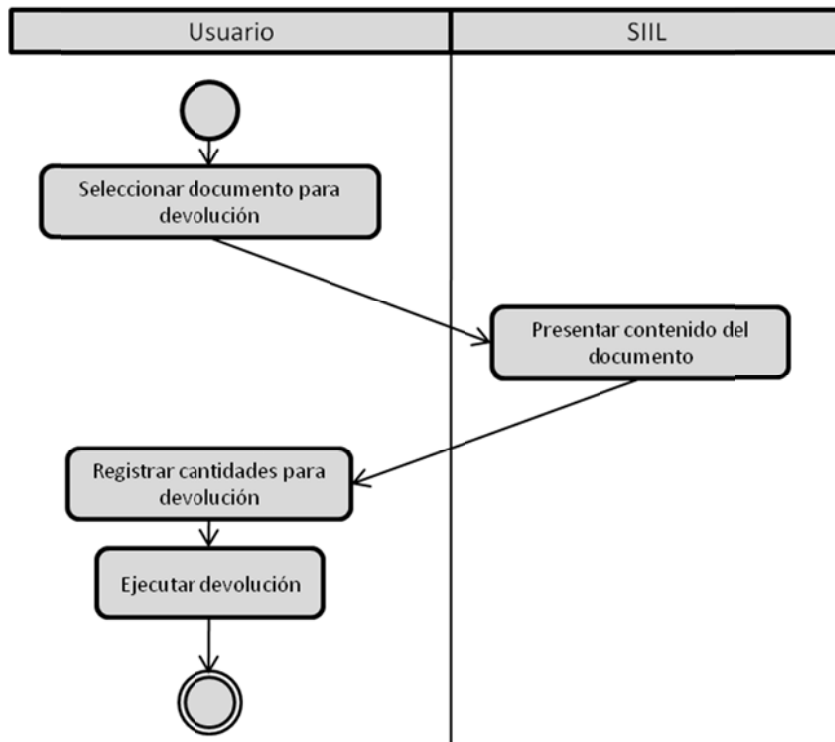 Usuario
SIIL
Seleccionar documento para
devolución
Presentar contenido del
documento
Registrar cantidades para
devolución
Ejecutar devolución